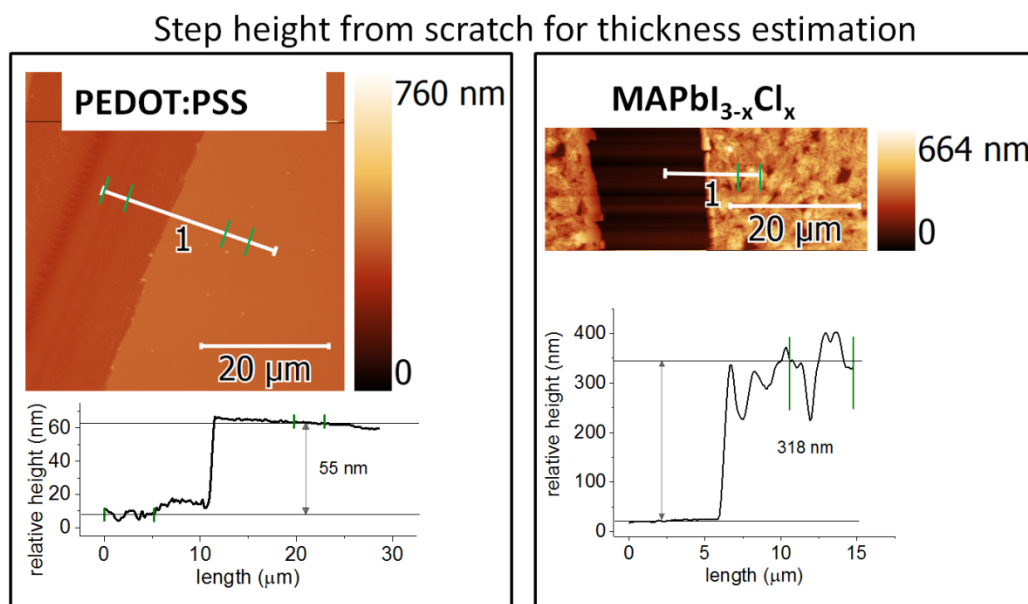 Step height from scratch for thickness estimation
PEDOT:PSS
760 nm
0
1
20 µm
relative height (nm)
60
40
20
0
55 nm
0
10
20
30
length (µm)
MAPbI3-xClx
664 nm
0
1
20 µm
relative height (nm)
400
300
200
100
0
318 nm
0
5
10
15
length (µm)